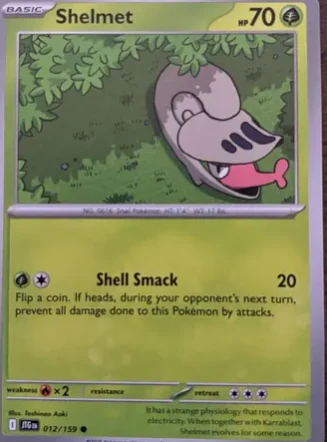 BASIC
Shelmet
HP 70
NO. 0616 Snail Pokémon HT: 1'4" WT: 17 lbs.
Shell Smack 20
Flip a coin. If heads, during your opponent's next turn,
prevent all damage done to this Pokémon by attacks.
weakness ×2 resistance retreat
Illus. Toshinao Aoki
It has a strange physiology that responds to
electricity. When together with Karrablast,
Shelmet evolves for some reason.
I JTG EN 012/159